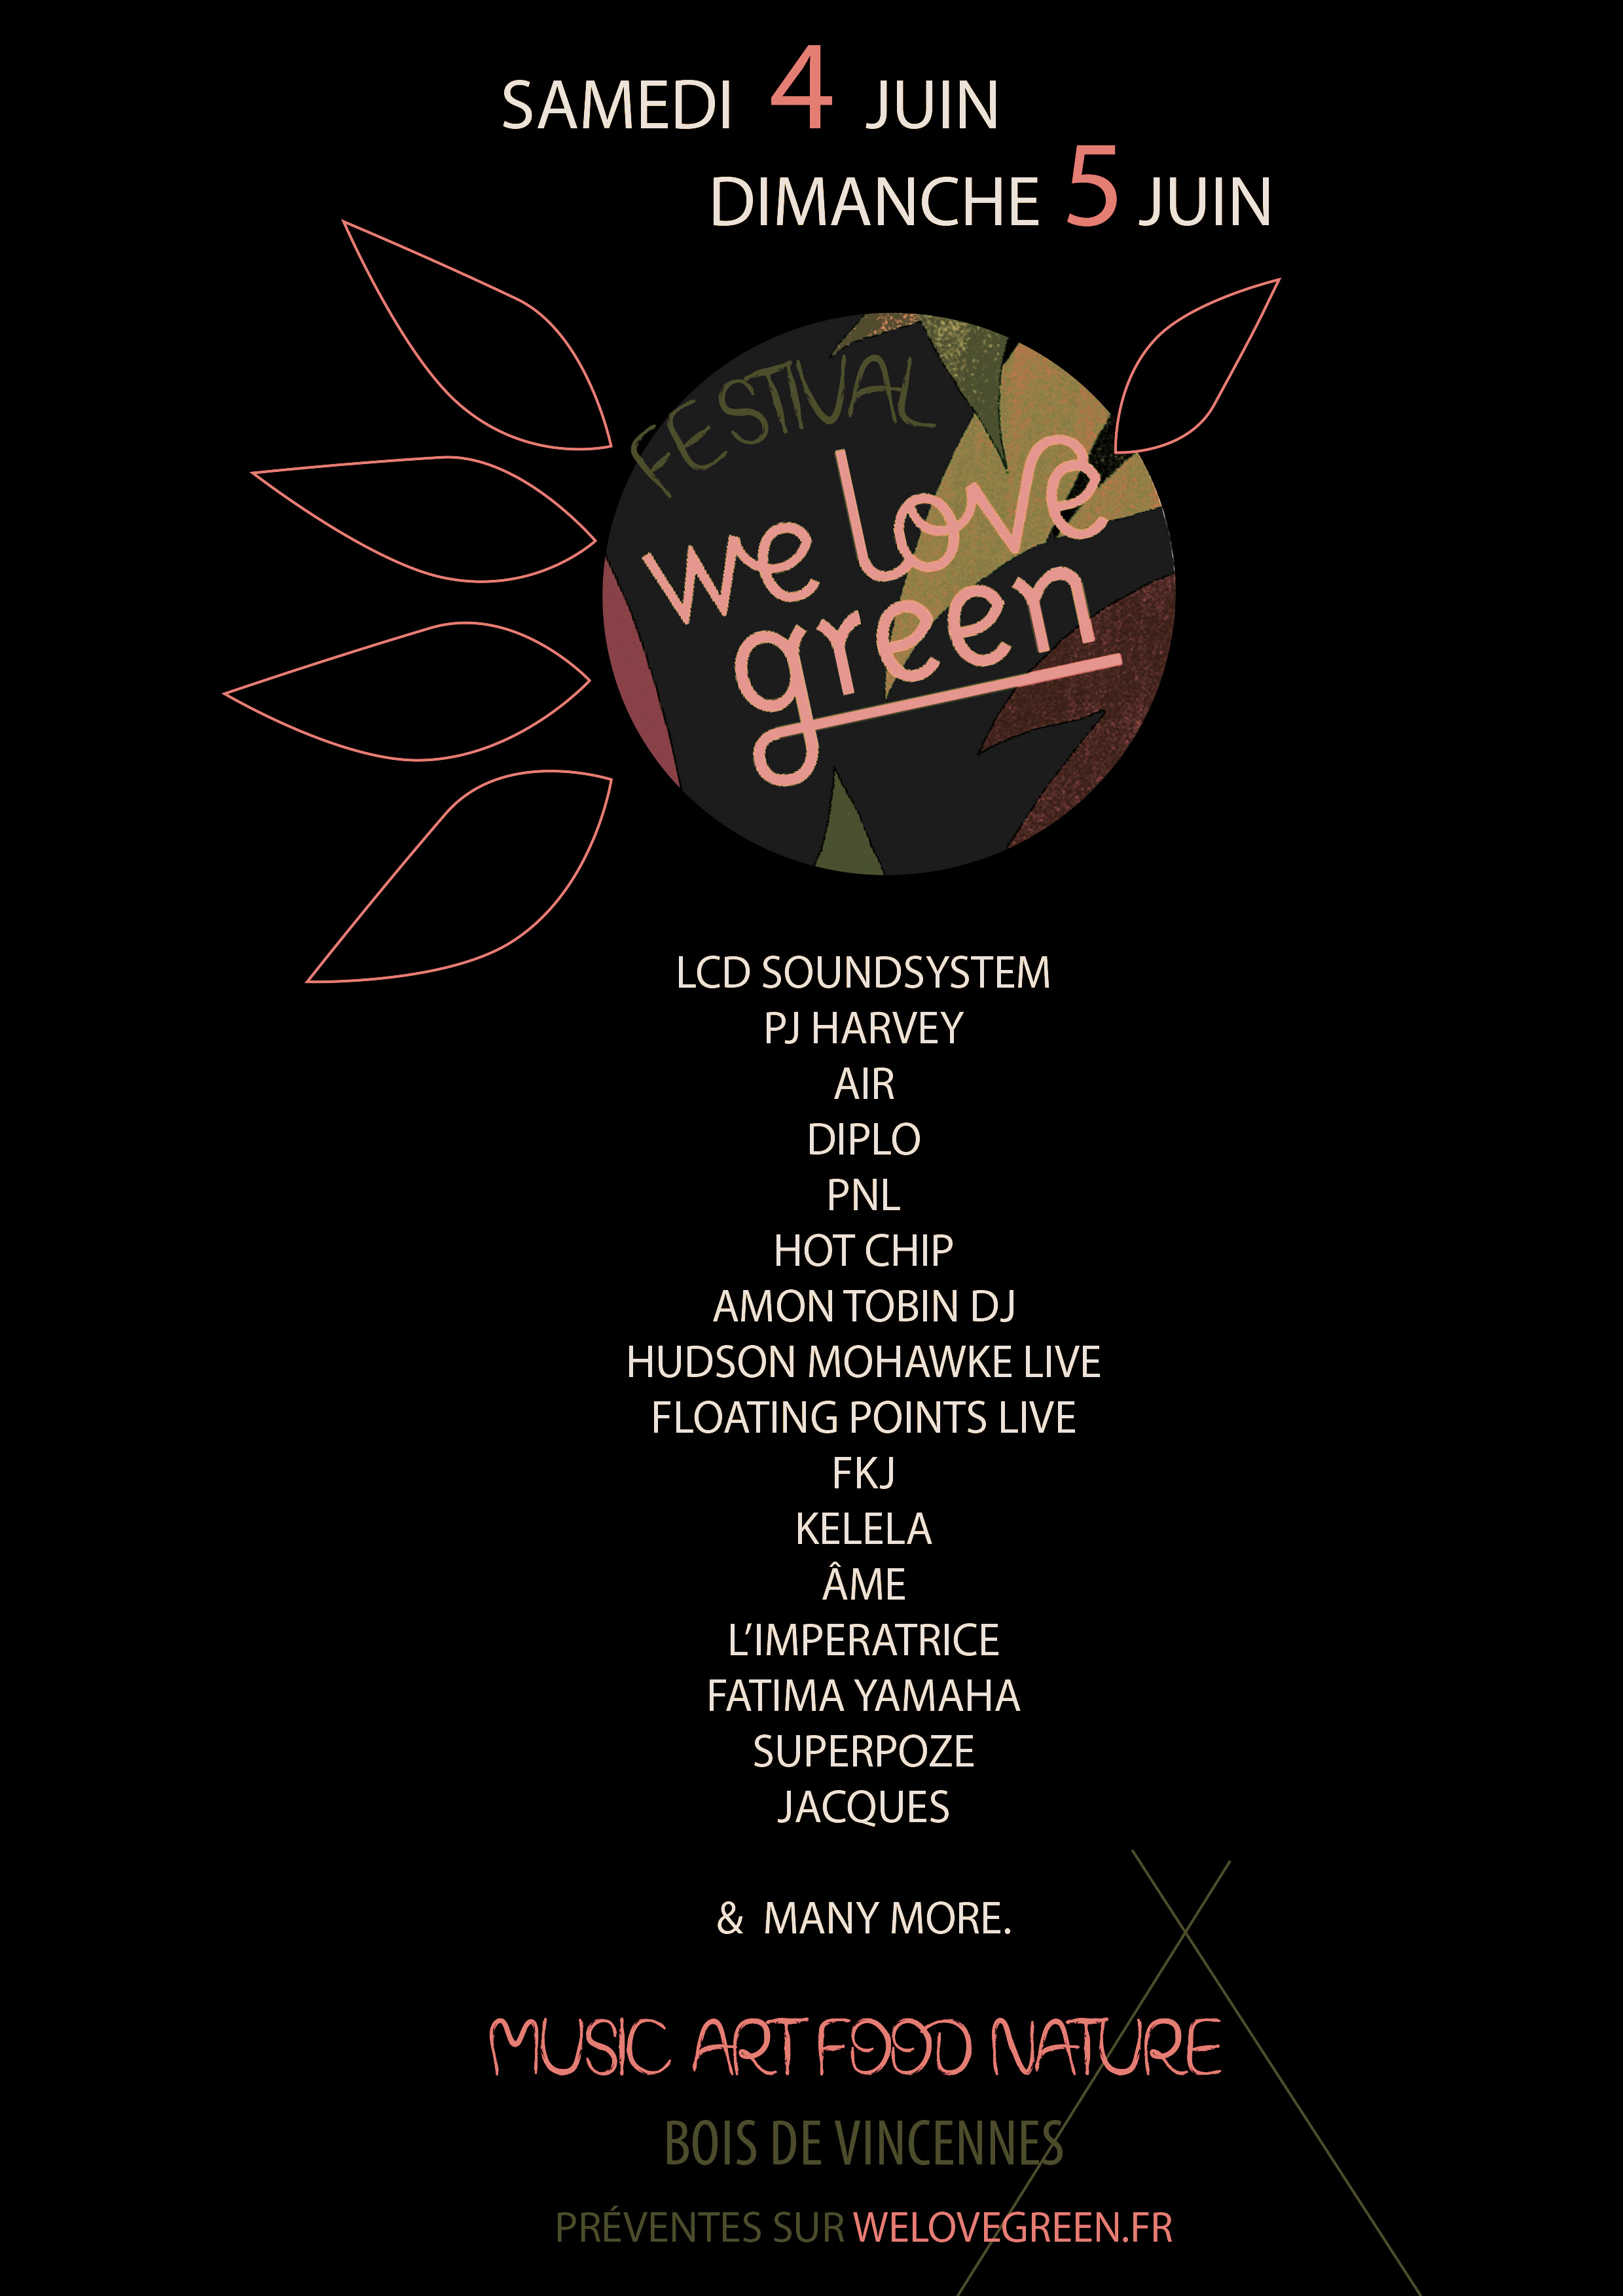 SAMEDI 4 JUIN
DIMANCHE 5 JUIN
FESTIVAL
we love
green
LCD SOUNDSYSTEM
PJ HARVEY
AIR
DIPLO
PNL
HOT CHIP
AMON TOBIN DJ
HUDSON MOHAWKE LIVE
FLOATING POINTS LIVE
FKJ
KELELA
ÂME
L’IMPERATRICE
FATIMA YAMAHA
SUPERPOZE
JACQUES
& MANY MORE.
MUSIC ART FOOD NATURE
BOIS DE VINCENNES
PRÉVENTES SUR WELOVEGREEN.FR